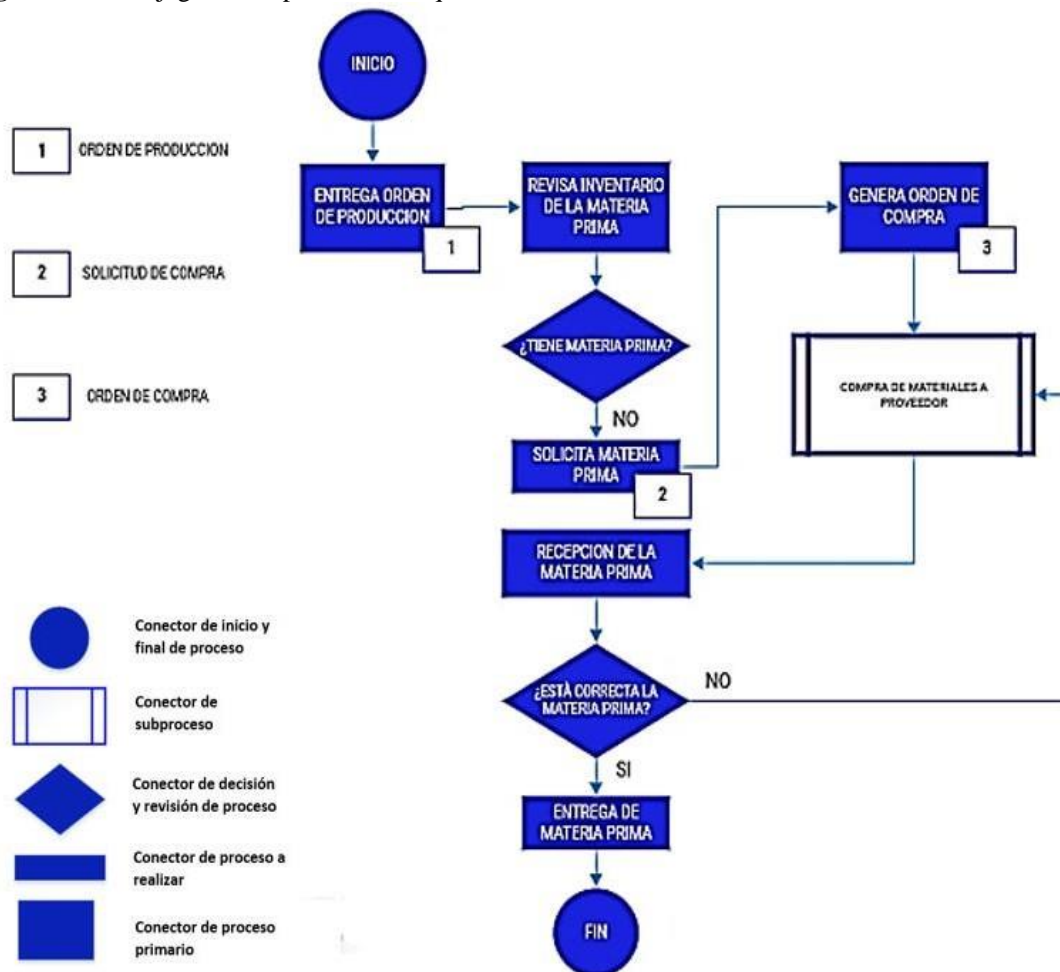 INICIO
1
ORDEN DE PRODUCCION
2
SOLICITUD DE COMPRA
3
ORDEN DE COMPRA
ENTREGA ORDEN
DE PRODUCCION
1
REVISA INVENTARIO
DE LA MATERIA
PRIMA
GENERA ORDEN DE
COMPRA
3
¿TIENE MATERIA PRIMA?
COMPRA DE MATERIALES A
PROVEEDOR
NO
SOLICITA MATERIA
PRIMA
2
RECEPCION DE LA
MATERIA PRIMA
¿ESTÀ CORRECTA LA
MATERIA PRIMA?
NO
SI
ENTREGA DE
MATERIA PRIMA
FIN
Conector de inicio y
final de proceso
Conector de
subproceso
Conector de decisión
y revisión de proceso
Conector de proceso a
realizar
Conector de proceso
primario